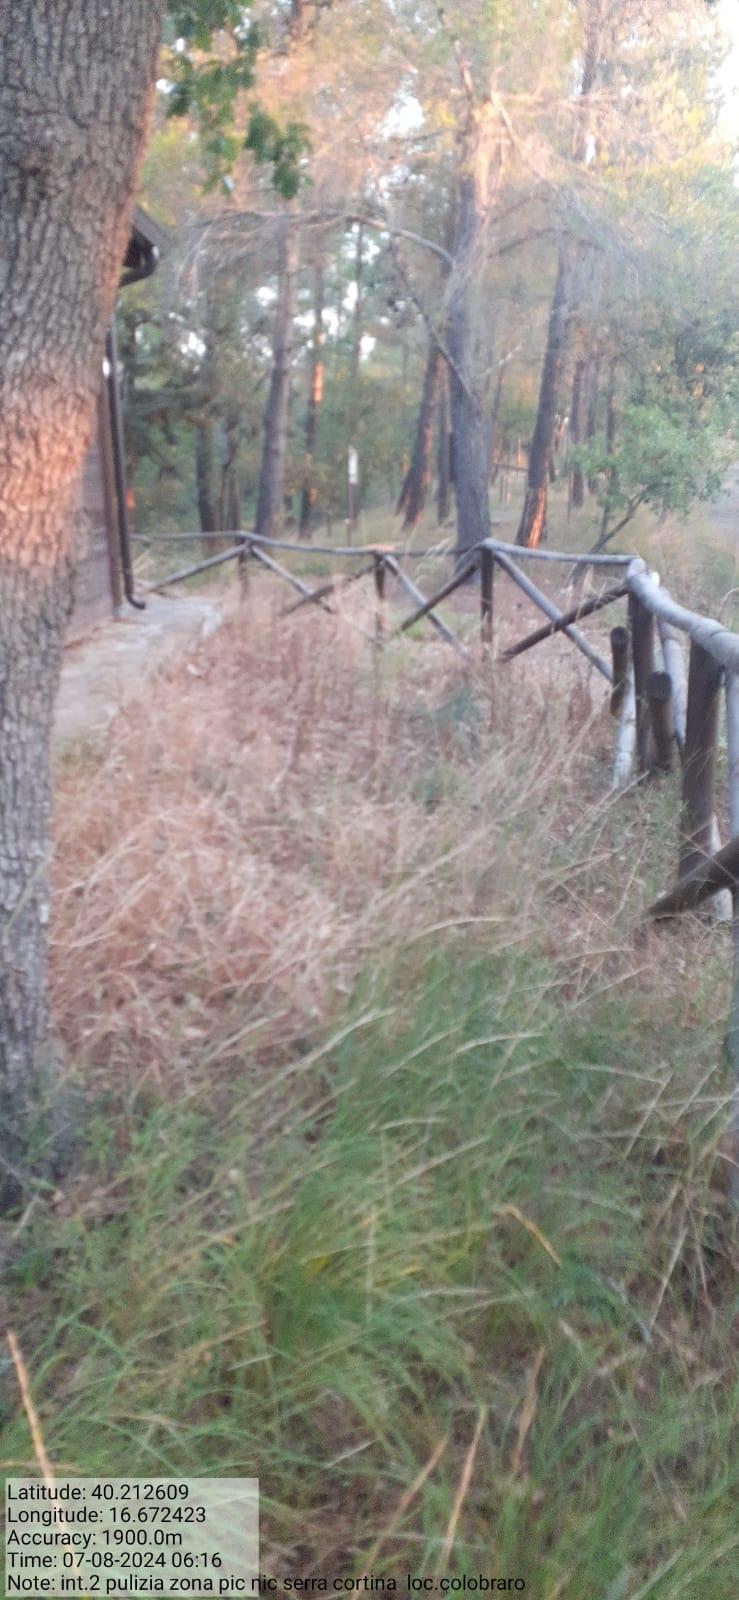 Latitude: 40.212609
Longitude: 16.672423
Accuracy: 1900.0m
Time: 07-08-2024 06:16
Note: int.2 pulizia zona pic nic serra cortina loc.colobraro